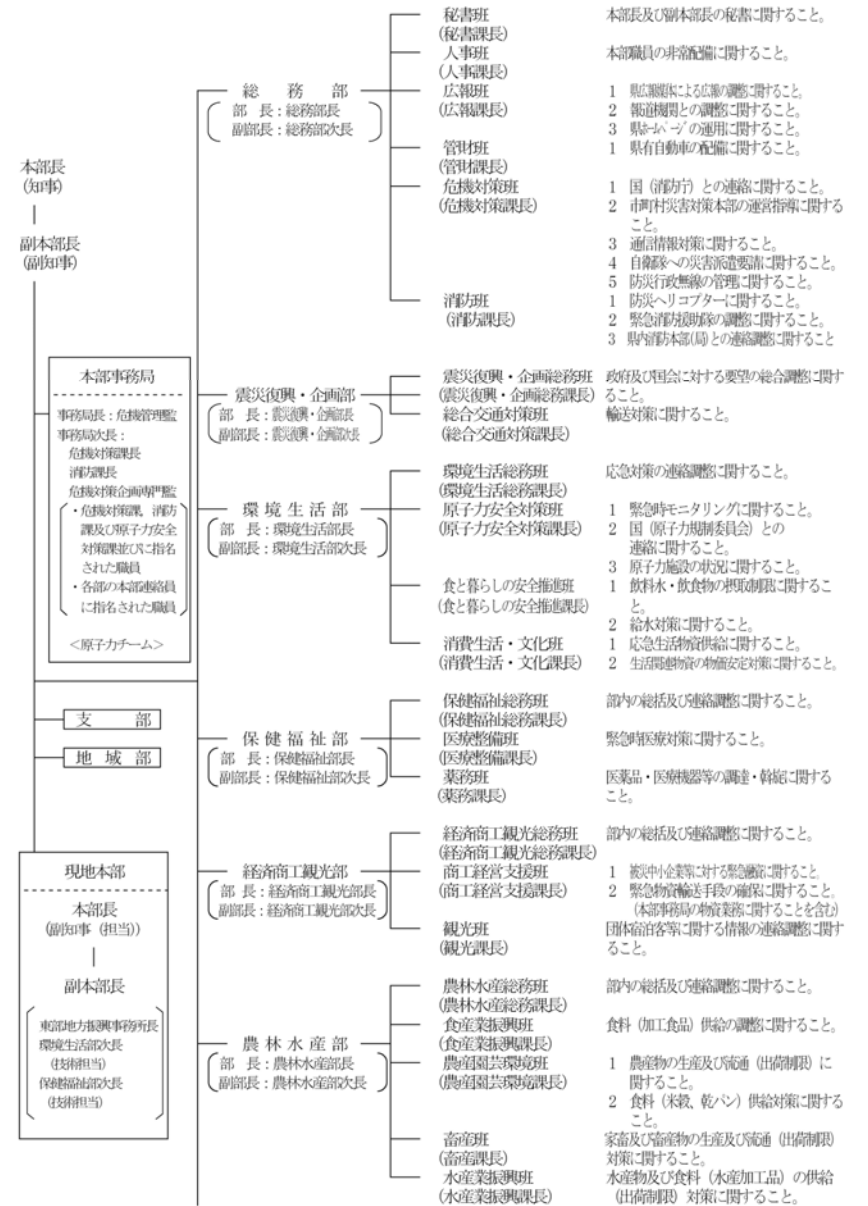 本部長
(知事)
副本部長
(副知事)
本部事務局
事務局長：危機管理監
事務局次長：
危機対策課長
消防課長
危機対策企画専門監
・危機対策課，消防
課及び原子力安全
対策課並びに指名
された職員
・各部の本部連絡員
に指名された職員
＜原子力チーム＞
支　　部
地　域　部
現地本部
本部長
(副知事（担当))
副本部長
東部地方振興事務所長
環境生活部次長
(技術担当)
保健福祉部次長
(技術担当)
総　務　部
部　長：総務部長
副部長：総務部次長
秘書班　本部長及び副本部長の秘書に関すること。
(秘書課長)
人事班　本部職員の非常配備に関すること。
(人事課長)
広報班　1　県広報媒体による広報の調整に関すること。
(広報課長)　2　報道機関との調整に関すること。
3　県ホームページの運用に関すること。
管財班　1　県有自動車の配備に関すること。
(管財課長)
危機対策班　1　国（消防庁）との連絡に関すること。
(危機対策課長)　2　市町村災害対策本部の運営指導に関する
こと。
3　通信情報対策に関すること。
4　自衛隊への災害派遣要請に関すること。
5　防災行政無線の管理に関すること。
消防班　1　防災ヘリコプターに関すること。
(消防課長)　2　緊急消防援助隊の調整に関すること。
3　県内消防本部(局)との連絡調整に関すること
震災復興・企画部
部　長：震災復興・企画部長
副部長：震災復興・企画部次長
震災復興・企画総務班　政府及び国会に対する要望の総合調整に関す
(震災復興・企画総務課長)　ること。
総合交通対策班　輸送対策に関すること。
(総合交通対策課長)
環境生活部
部　長：環境生活部長
副部長：環境生活部次長
環境生活総務班　応急対策の連絡調整に関すること。
(環境生活総務課長)
原子力安全対策班　1　緊急時モニタリングに関すること。
(原子力安全対策課長)　2　国（原子力規制委員会）との
連絡に関すること。
3　原子力施設の状況に関すること。
食と暮らしの安全推進班　1　飲料水・飲食物の摂取制限に関するこ
(食と暮らしの安全推進課長)　と。
2　給水対策に関すること。
消費生活・文化班　1　応急生活物資供給に関すること。
(消費生活・文化課長)　2　生活関連物資の物価安定対策に関すること。
保健福祉部
部　長：保健福祉部長
副部長：保健福祉部次長
保健福祉総務班　部内の総括及び連絡調整に関すること。
(保健福祉総務課長)
医療整備班　緊急時医療対策に関すること。
(医療整備課長)
薬務班　医薬品・医療機器等の調達・斡旋に関する
(薬務課長)　こと。
経済商工観光部
部　長：経済商工観光部長
副部長：経済商工観光部次長
経済商工観光総務班　部内の総括及び連絡調整に関すること。
(経済商工観光総務課長)
商工経営支援班　1　被災中小企業等に対する緊急融資に関すること。
(商工経営支援課長)　2　緊急物資輸送手段の確保に関すること。
(本部事務局の物資業務に関することを含む)
観光班　団体宿泊客等に関する情報の連絡調整に関す
(観光課長)　ること。
農林水産部
部　長：農林水産部長
副部長：農林水産部次長
農林水産総務班　部内の総括及び連絡調整に関すること。
(農林水産総務課長)
食産業振興班　食料（加工食品）供給の調整に関すること。
(食産業振興課長)
農産園芸環境班　1　農産物の生産及び流通（出荷制限）に
(農産園芸環境課長)　関すること。
2　食料（米穀、乾パン）供給対策に関する
こと。
畜産班　家畜及び畜産物の生産及び流通（出荷制限）
(畜産課長)　対策に関すること。
水産業振興班　水産物及び食料（水産加工品）の供給
(水産業振興課長)　（出荷制限）対策に関すること。